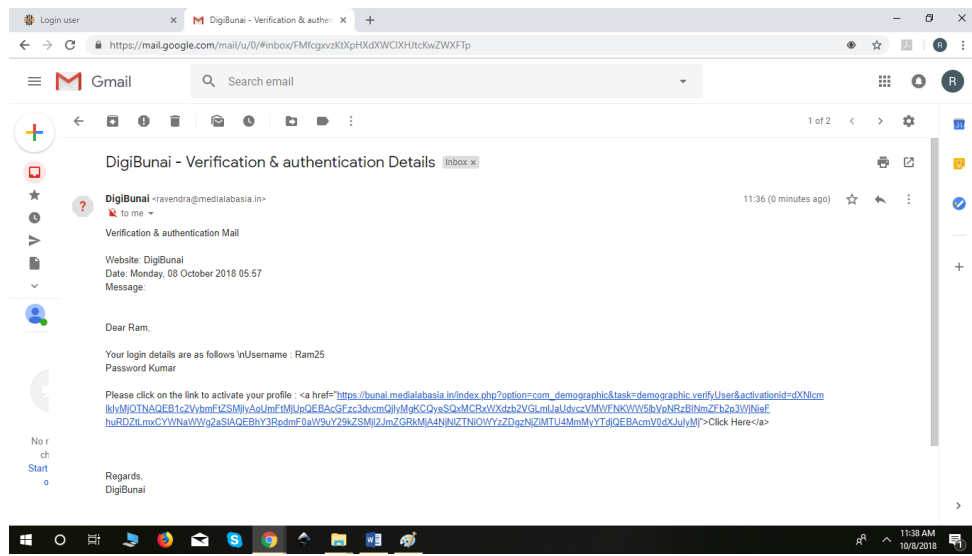 Login user
DigiBunai - Verification & authen
https://mail.google.com/mail/u/0/#inbox/FMfcgxvzKtXpHXdXWClXHJtcKwZWXFTp
R
Gmail
Search email
R
1 of 2
31
DigiBunai - Verification & authentication Details Inbox x
DigiBunai <ravendra@medialabasia.in>
11:36 (0 minutes ago)
to me
Verification & authentication Mail
Website: DigiBunai
Date: Monday, 08 October 2018 05:57
Message:
Dear Ram,
Your login details are as follows \nUsername : Ram25
Password Kumar
Please click on the link to activate your profile : <a href="https://bunai.medialabasia.in/index.php?option=com_demographic&task=demographic.verifyUser&activationid=dXNlcm
">Click Here</a>
No r
ch
Start
o
Regards,
DigiBunai
11:38 AM
10/8/2018